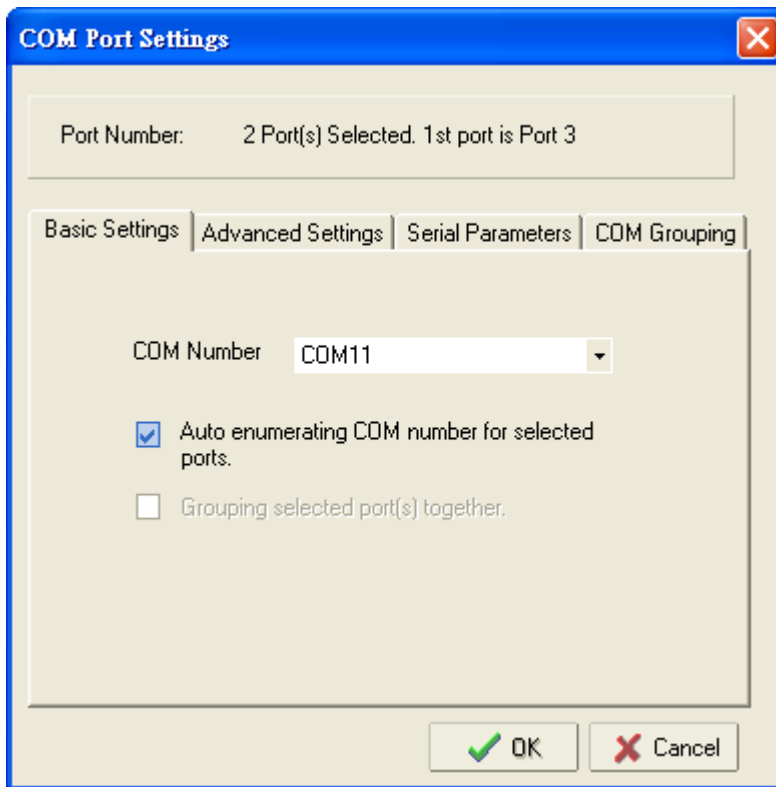 COM Port Settings
Port Number: 2 Port(s) Selected. 1st port is Port 3
Basic Settings Advanced Settings Serial Parameters COM Grouping
COM Number COM11
Auto enumerating COM number for selected
ports.
Grouping selected port(s) together.
OK Cancel